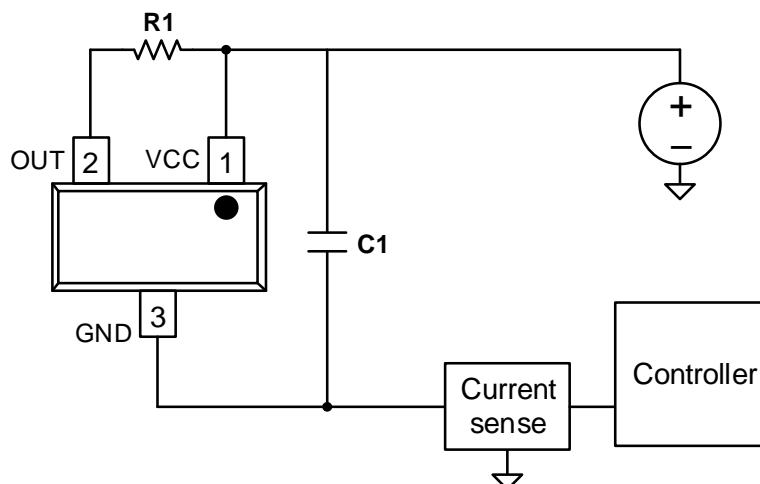 R1
OUT
2
VCC
1
+
−
C1
3
GND
Current
sense
Controller